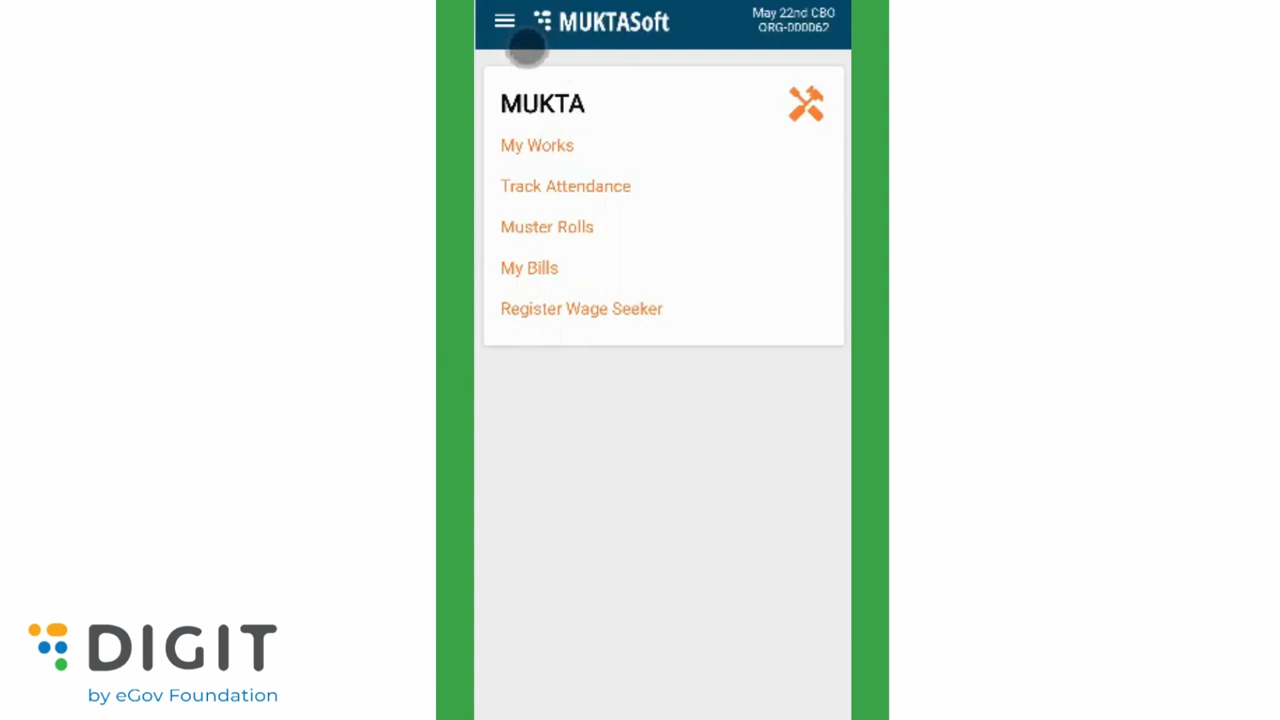 MUKTASoft
May 22nd CBO
ORG-000062
MUKTA
My Works
Track Attendance
Muster Rolls
My Bills
Register Wage Seeker
DIGIT
by eGov Foundation